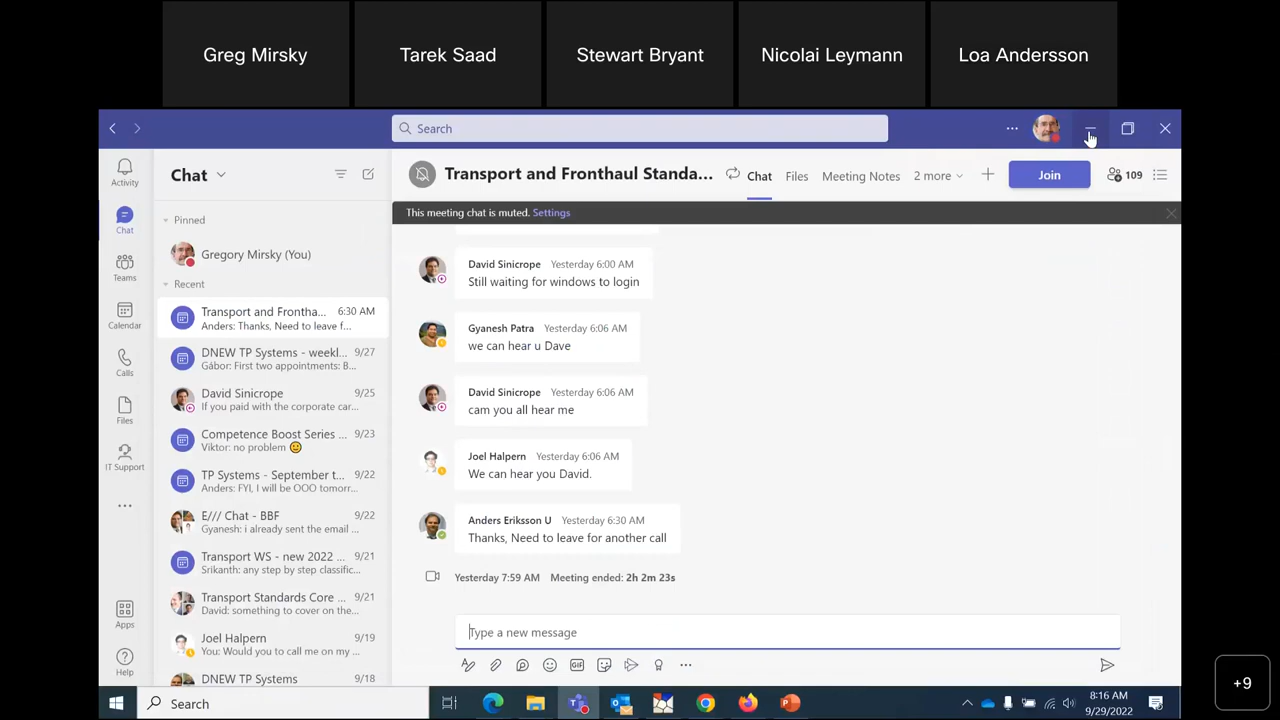 Greg Mirsky
Tarek Saad
Stewart Bryant
Nicolai Leymann
Loa Andersson
Search
Activity
Chat
Teams
Calendar
Calls
Files
IT Support
Apps
Help
Chat
Pinned
Gregory Mirsky (You)
Recent
Transport and Frontha... 6:30 AM
Anders: Thanks, Need to leave f...
DNEW TP Systems - weekl... 9/27
Gábor: First two appointments: B...
David Sinicrope 9/25
If you paid with the corporate car...
Competence Boost Series ... 9/23
Viktor: no problem 🙂
TP Systems - September t... 9/22
Anders: FYI, I will be OOO tomorr...
E/// Chat - BBF 9/22
Gyanesh: i already sent the email ...
Transport WS - new 2022 ... 9/21
Srikanth: any step by step classific...
Transport Standards Core ... 9/21
David: something to cover on the...
Joel Halpern 9/19
You: Would you to call me on my ...
DNEW TP Systems 9/18
Transport and Fronthaul Standa...
Chat Files Meeting Notes 2 more Join 109
This meeting chat is muted. Settings
David Sinicrope Yesterday 6:00 AM
Still waiting for windows to login
Gyanesh Patra Yesterday 6:06 AM
we can hear u Dave
David Sinicrope Yesterday 6:06 AM
cam you all hear me
Joel Halpern Yesterday 6:06 AM
We can hear you David.
Anders Eriksson U Yesterday 6:30 AM
Thanks, Need to leave for another call
Yesterday 7:59 AM Meeting ended: 2h 2m 23s
Type a new message
GIF
Search
8:16 AM
9/29/2022
+9